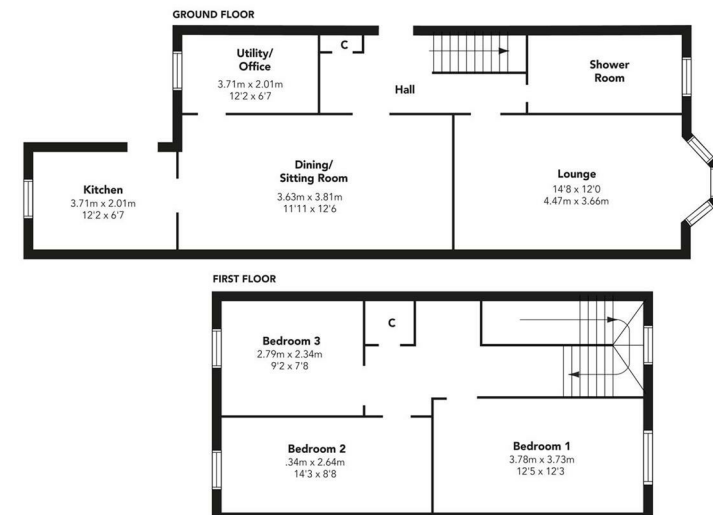 GROUND FLOOR
Utility/
Office
3.71m x 2.01m
12'2 x 6'7
C
Hall
Shower
Room
Kitchen
3.71m x 2.01m
12'2 x 6'7
Dining/
Sitting Room
3.63m x 3.81m
11'11 x 12'6
Lounge
14'8 x 12'0
4.47m x 3.66m
FIRST FLOOR
Bedroom 3
2.79m x 2.34m
9'2 x 7'8
C
Bedroom 2
.34m x 2.64m
14'3 x 8'8
Bedroom 1
3.78m x 3.73m
12'5 x 12'3